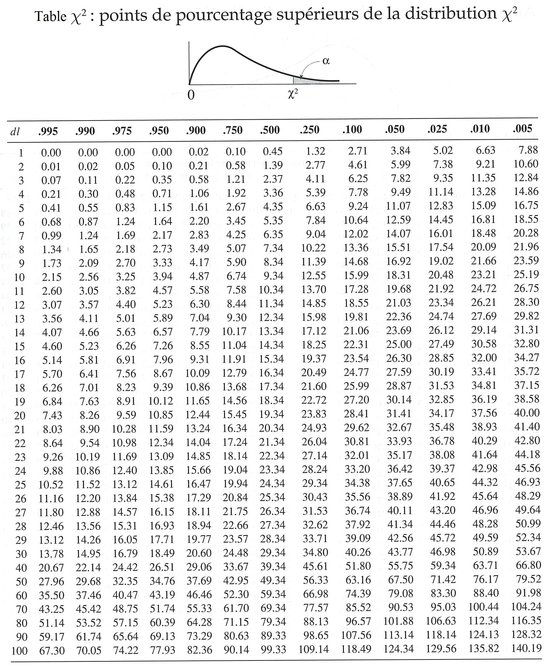 Table χ² : points de pourcentage supérieurs de la distribution χ²
α
0 χ²
dl .995 .990 .975 .950 .900 .750 .500 .250 .100 .050 .025 .010 .005
1 0.00 0.00 0.00 0.00 0.02 0.10 0.45 1.32 2.71 3.84 5.02 6.63 7.88
2 0.01 0.02 0.05 0.10 0.21 0.58 1.39 2.77 4.61 5.99 7.38 9.21 10.60
3 0.07 0.11 0.22 0.35 0.58 1.21 2.37 4.11 6.25 7.82 9.35 11.35 12.84
4 0.21 0.30 0.48 0.71 1.06 1.92 3.36 5.39 7.78 9.49 11.14 13.28 14.86
5 0.41 0.55 0.83 1.15 1.61 2.67 4.35 6.63 9.24 11.07 12.83 15.09 16.75
6 0.68 0.87 1.24 1.64 2.20 3.45 5.35 7.84 10.64 12.59 14.45 16.81 18.55
7 0.99 1.24 1.69 2.17 2.83 4.25 6.35 9.04 12.02 14.07 16.01 18.48 20.28
8 1.34 1.65 2.18 2.73 3.49 5.07 7.34 10.22 13.36 15.51 17.54 20.09 21.96
9 1.73 2.09 2.70 3.33 4.17 5.90 8.34 11.39 14.68 16.92 19.02 21.66 23.59
10 2.15 2.56 3.25 3.94 4.87 6.74 9.34 12.55 15.99 18.31 20.48 23.21 25.19
11 2.60 3.05 3.82 4.57 5.58 7.58 10.34 13.70 17.28 19.68 21.92 24.72 26.75
12 3.07 3.57 4.40 5.23 6.30 8.44 11.34 14.85 18.55 21.03 23.34 26.21 28.30
13 3.56 4.11 5.01 5.89 7.04 9.30 12.34 15.98 19.81 22.36 24.74 27.69 29.82
14 4.07 4.66 5.63 6.57 7.79 10.17 13.34 17.12 21.06 23.69 26.12 29.14 31.31
15 4.60 5.23 6.26 7.26 8.55 11.04 14.34 18.25 22.31 25.00 27.49 30.58 32.80
16 5.14 5.81 6.91 7.96 9.31 11.91 15.34 19.37 23.54 26.30 28.85 32.00 34.27
17 5.70 6.41 7.56 8.67 10.09 12.79 16.34 20.49 24.77 27.59 30.19 33.41 35.72
18 6.26 7.01 8.23 9.39 10.86 13.68 17.34 21.60 25.99 28.87 31.53 34.81 37.15
19 6.84 7.63 8.91 10.12 11.65 14.56 18.34 22.72 27.20 30.14 32.85 36.19 38.58
20 7.43 8.26 9.59 10.85 12.44 15.45 19.34 23.83 28.41 31.41 34.17 37.56 40.00
21 8.03 8.90 10.28 11.59 13.24 16.34 20.34 24.93 29.62 32.67 35.48 38.93 41.40
22 8.64 9.54 10.98 12.34 14.04 17.24 21.34 26.04 30.81 33.93 36.78 40.29 42.80
23 9.26 10.19 11.69 13.09 14.85 18.14 22.34 27.14 32.01 35.17 38.08 41.64 44.18
24 9.88 10.86 12.40 13.85 15.66 19.04 23.34 28.24 33.20 36.42 39.37 42.98 45.56
25 10.52 11.52 13.12 14.61 16.47 19.94 24.34 29.34 34.38 37.65 40.65 44.32 46.93
26 11.16 12.20 13.84 15.38 17.29 20.84 25.34 30.43 35.56 38.89 41.92 45.64 48.29
27 11.80 12.88 14.57 16.15 18.11 21.75 26.34 31.53 36.74 40.11 43.20 46.96 49.64
28 12.46 13.56 15.31 16.93 18.94 22.66 27.34 32.62 37.92 41.34 44.46 48.28 50.99
29 13.12 14.26 16.05 17.71 19.77 23.57 28.34 33.71 39.09 42.56 45.72 49.59 52.34
30 13.78 14.95 16.79 18.49 20.60 24.48 29.34 34.80 40.26 43.77 46.98 50.89 53.67
40 20.67 22.14 24.42 26.51 29.06 33.67 39.34 45.61 51.80 55.75 59.34 63.71 66.80
50 27.96 29.68 32.35 34.76 37.69 42.95 49.34 56.33 63.16 67.50 71.42 76.17 79.52
60 35.50 37.46 40.47 43.19 46.46 52.30 59.34 66.98 74.39 79.08 83.30 88.40 91.98
70 43.25 45.42 48.75 51.74 55.33 61.70 69.34 77.57 85.52 90.53 95.03 100.44 104.24
80 51.14 53.52 57.15 60.39 64.28 71.15 79.34 88.13 96.57 101.88 106.63 112.34 116.35
90 59.17 61.74 65.64 69.13 73.29 80.63 89.33 98.65 107.56 113.14 118.14 124.13 128.32
100 67.30 70.05 74.22 77.93 82.36 90.14 99.33 109.14 118.49 124.34 129.56 135.82 140.19